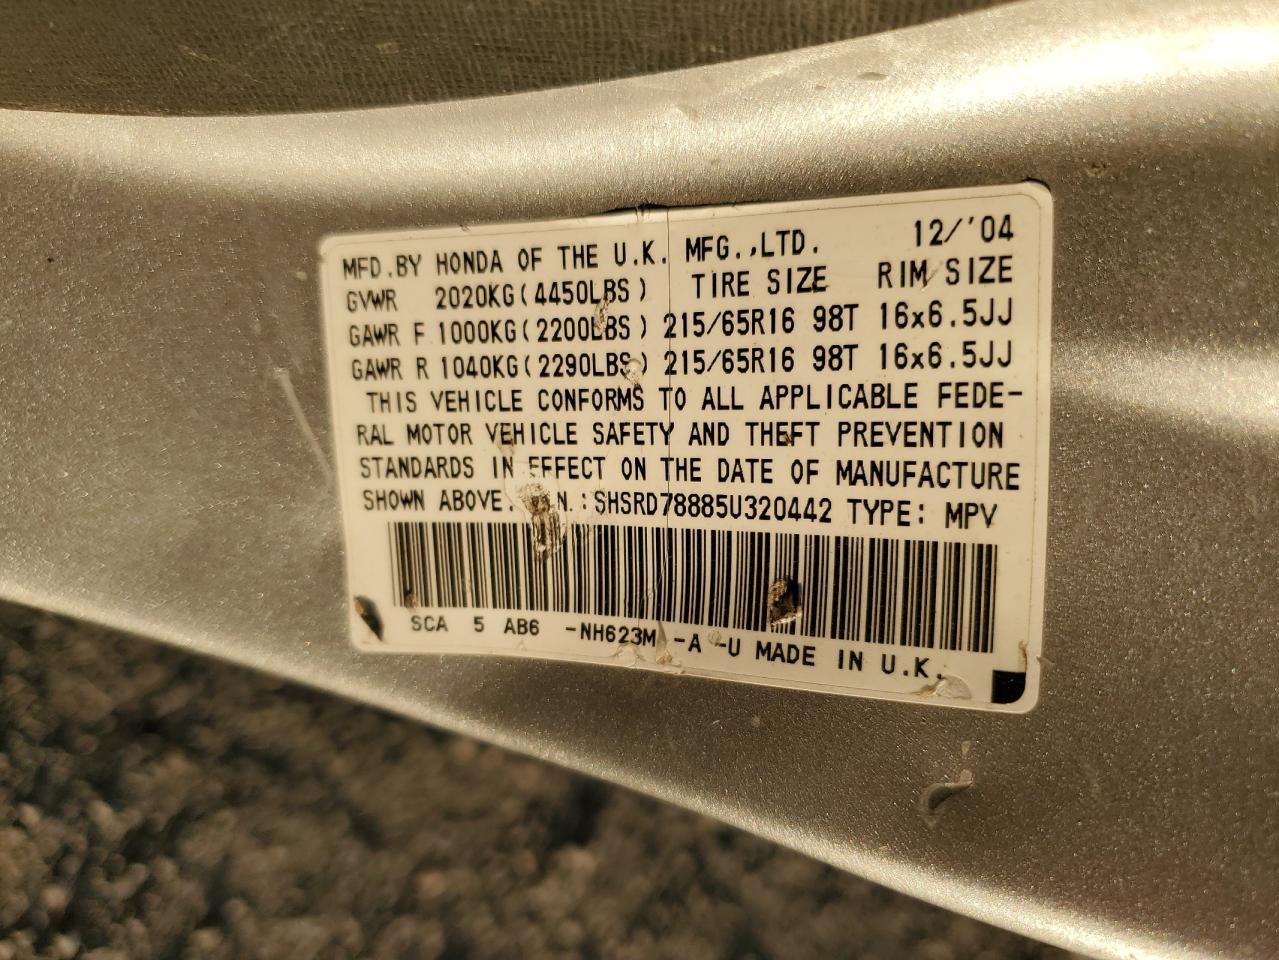 MFD.BY HONDA OF THE U.K. MFG.,LTD. 12/'04
GVWR 2020KG(4450LBS) TIRE SIZE RIM SIZE
GAWR F 1000KG(2200LBS) 215/65R16 98T 16x6.5JJ
GAWR R 1040KG(2290LBS) 215/65R16 98T 16x6.5JJ
THIS VEHICLE CONFORMS TO ALL APPLICABLE FEDE-
RAL MOTOR VEHICLE SAFETY AND THEFT PREVENTION
STANDARDS IN EFFECT ON THE DATE OF MANUFACTURE
SHOWN ABOVE. N.:SHSRD78885U320442 TYPE: MPV
SCA 5 AB6 -NH623M -A -U MADE IN U.K.